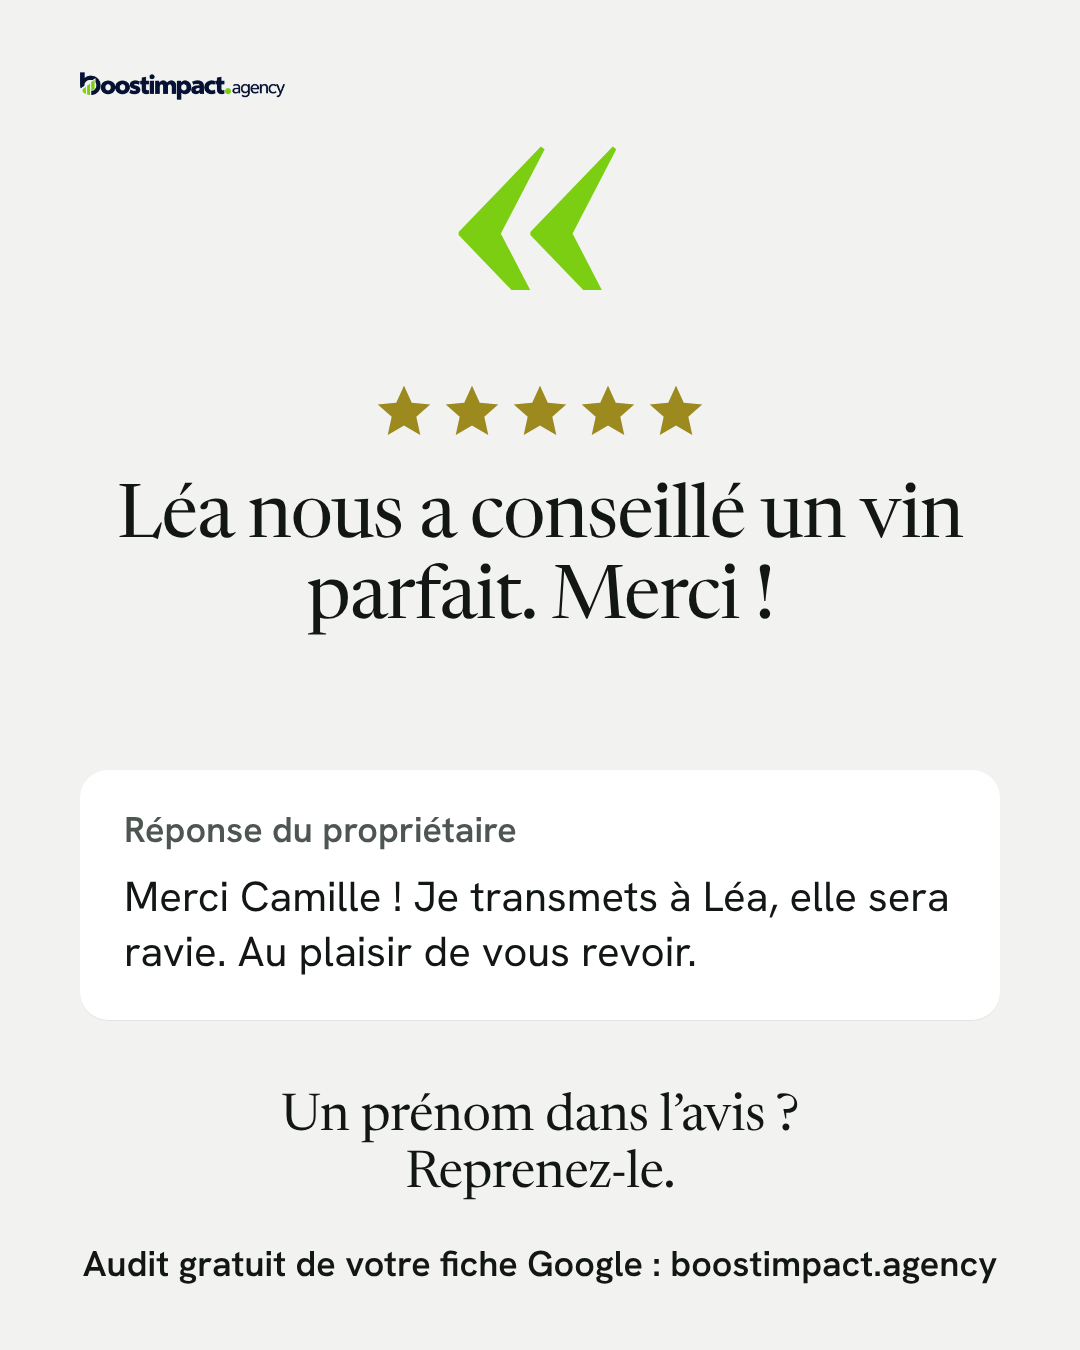 boostimpact.agency
«
Léa nous a conseillé un vin
parfait. Merci !
Réponse du propriétaire
Merci Camille ! Je transmets à Léa, elle sera
ravie. Au plaisir de vous revoir.
Un prénom dans l’avis ?
Reprenez-le.
Audit gratuit de votre fiche Google : boostimpact.agency